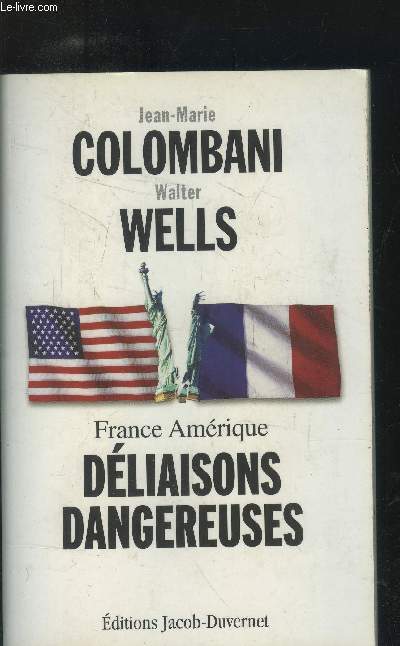 Le-livre.com
Jean-Marie
COLOMBANI
Walter
WELLS
France Amérique
DÉLIAISONS
DANGEREUSES
Éditions Jacob-Duvernet